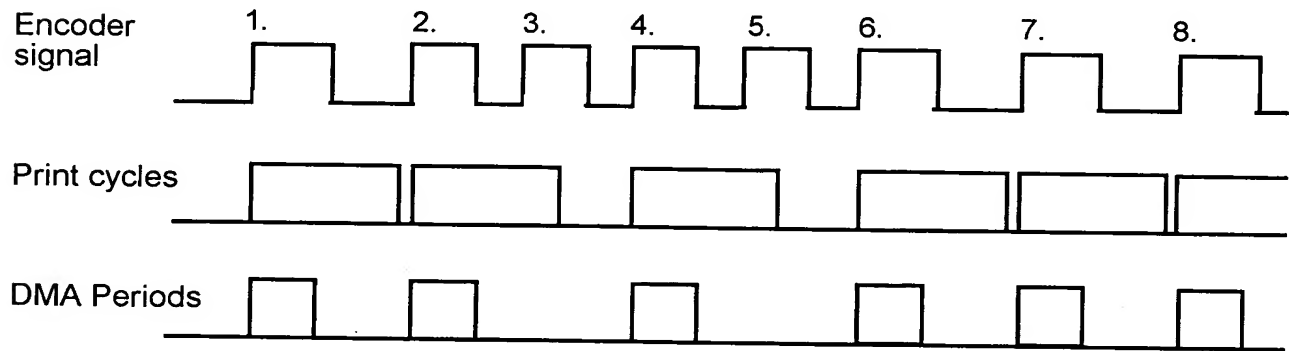 Encoder
signal
1. 2. 3. 4. 5. 6. 7. 8.
Print cycles
DMA Periods